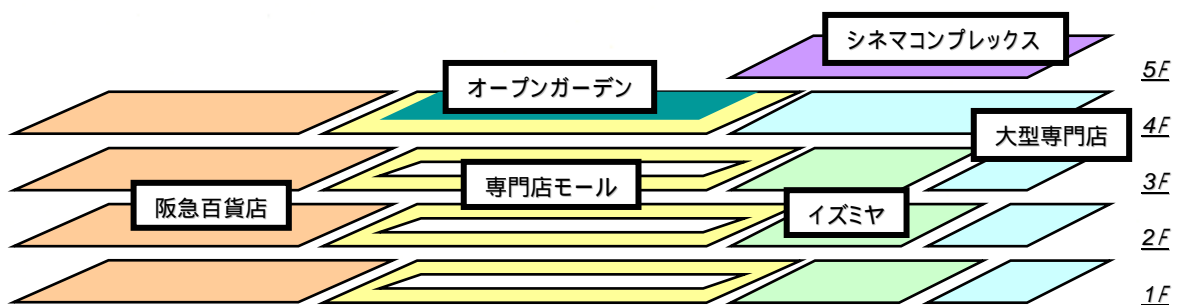 シネマコンプレックス
5F
オープンガーデン
4F
大型専門店
専門店モール
3F
阪急百貨店
イズミヤ
2F
1F